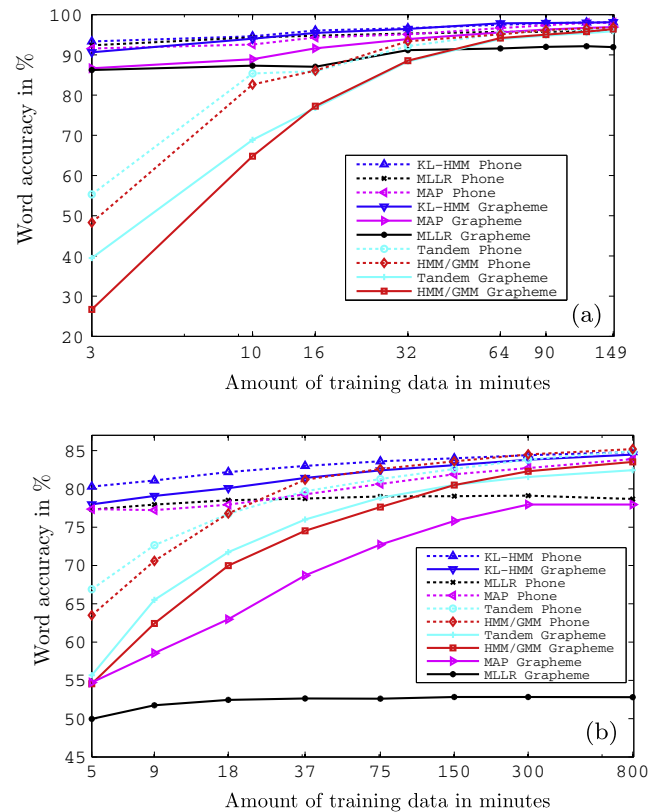 100
90
80
70
60
50
40
30
20
Word accuracy in %
KL-HMM Phone
MLLR Phone
MAP Phone
KL-HMM Grapheme
MAP Grapheme
MLLR Grapheme
Tandem Phone
HMM/GMM Phone
Tandem Grapheme
HMM/GMM Grapheme
(a)
3 10 16 32 64 90 149
Amount of training data in minutes
85
80
75
70
65
60
55
50
45
Word accuracy in %
KL-HMM Phone
KL-HMM Grapheme
MLLR Phone
MAP Phone
Tandem Phone
HMM/GMM Phone
Tandem Grapheme
HMM/GMM Grapheme
MAP Grapheme
MLLR Grapheme
(b)
5 9 18 37 75 150 300 800
Amount of training data in minutes